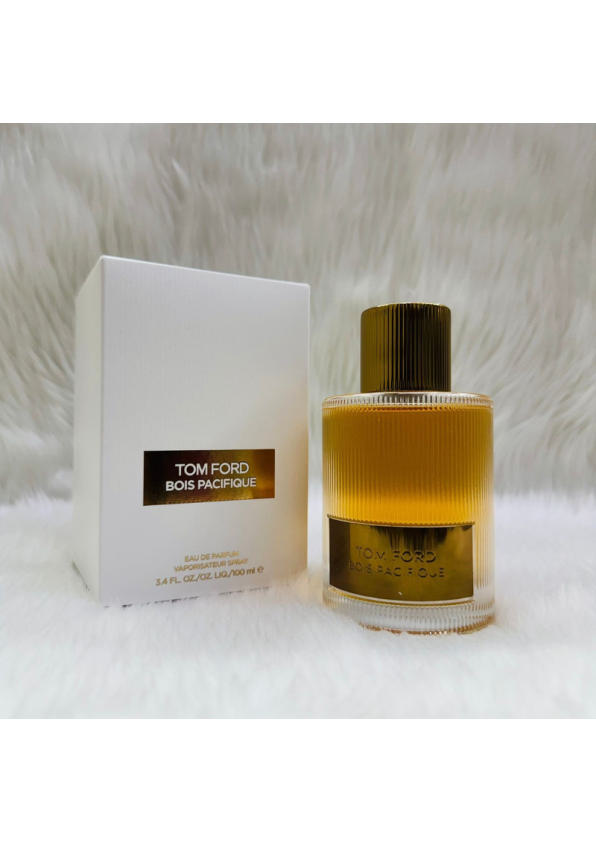 TOM FORD
BOIS PACIFIQUE
EAU DE PARFUM
VAPORISATEUR SPRAY
3.4 FL. OZ./OZ. LIQ./100 ml ℮
TOM FORD
BOIS PACIFIQUE